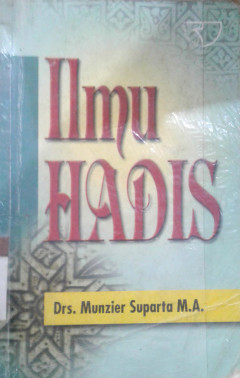 Ilmu
HADIS
Drs. Munzier Suparta M.A.